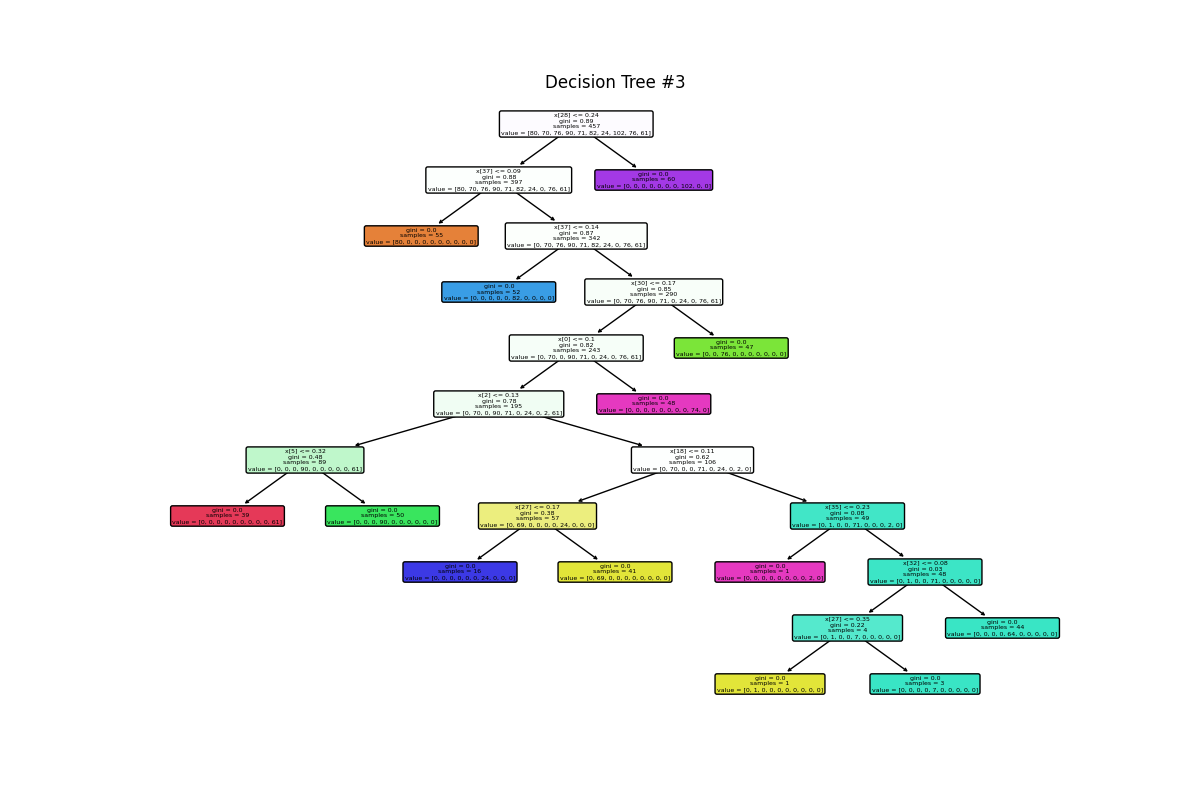 Decision Tree #3
x[28] <= 0.24
gini = 0.89
samples = 457
value = [80, 70, 76, 90, 71, 82, 24, 102, 76, 61]
x[37] <= 0.09
gini = 0.88
samples = 397
value = [80, 70, 76, 90, 71, 82, 24, 0, 76, 61]
gini = 0.0
samples = 60
value = [0, 0, 0, 0, 0, 0, 0, 102, 0, 0]
gini = 0.0
samples = 55
value = [80, 0, 0, 0, 0, 0, 0, 0, 0, 0]
x[37] <= 0.14
gini = 0.87
samples = 342
value = [0, 70, 76, 90, 71, 82, 24, 0, 76, 61]
gini = 0.0
samples = 52
value = [0, 0, 0, 0, 0, 82, 0, 0, 0, 0]
x[30] <= 0.17
gini = 0.85
samples = 290
value = [0, 70, 76, 90, 71, 0, 24, 0, 76, 61]
x[0] <= 0.1
gini = 0.82
samples = 243
value = [0, 70, 0, 90, 71, 0, 24, 0, 76, 61]
gini = 0.0
samples = 47
value = [0, 0, 76, 0, 0, 0, 0, 0, 0, 0]
x[2] <= 0.13
gini = 0.78
samples = 195
value = [0, 70, 0, 90, 71, 0, 24, 0, 2, 61]
gini = 0.0
samples = 48
value = [0, 0, 0, 0, 0, 0, 0, 0, 74, 0]
x[5] <= 0.32
gini = 0.48
samples = 89
value = [0, 0, 0, 90, 0, 0, 0, 0, 0, 61]
x[18] <= 0.11
gini = 0.62
samples = 106
value = [0, 70, 0, 0, 71, 0, 24, 0, 2, 0]
gini = 0.0
samples = 39
value = [0, 0, 0, 0, 0, 0, 0, 0, 0, 61]
gini = 0.0
samples = 50
value = [0, 0, 0, 90, 0, 0, 0, 0, 0, 0]
x[27] <= 0.17
gini = 0.38
samples = 57
value = [0, 69, 0, 0, 0, 0, 24, 0, 0, 0]
x[35] <= 0.23
gini = 0.08
samples = 49
value = [0, 1, 0, 0, 71, 0, 0, 0, 2, 0]
gini = 0.0
samples = 16
value = [0, 0, 0, 0, 0, 0, 24, 0, 0, 0]
gini = 0.0
samples = 41
value = [0, 69, 0, 0, 0, 0, 0, 0, 0, 0]
gini = 0.0
samples = 1
value = [0, 0, 0, 0, 0, 0, 0, 0, 2, 0]
x[32] <= 0.08
gini = 0.03
samples = 48
value = [0, 1, 0, 0, 71, 0, 0, 0, 0, 0]
x[27] <= 0.35
gini = 0.22
samples = 4
value = [0, 1, 0, 0, 7, 0, 0, 0, 0, 0]
gini = 0.0
samples = 44
value = [0, 0, 0, 0, 64, 0, 0, 0, 0, 0]
gini = 0.0
samples = 1
value = [0, 1, 0, 0, 0, 0, 0, 0, 0, 0]
gini = 0.0
samples = 3
value = [0, 0, 0, 0, 7, 0, 0, 0, 0, 0]